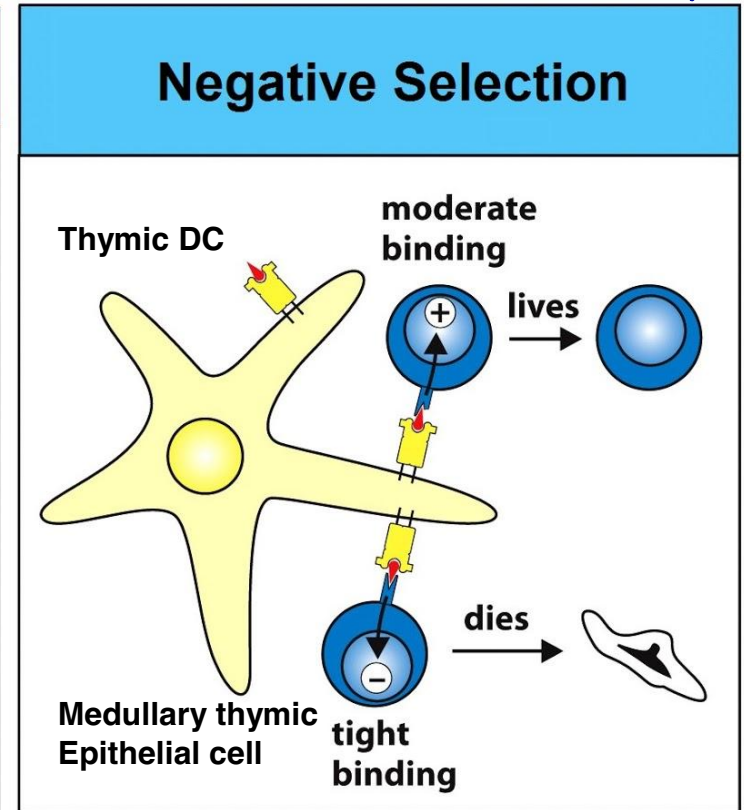 Negative Selection
Thymic DC
moderate
binding
+
lives
dies
−
Medullary thymic
Epithelial cell
tight
binding